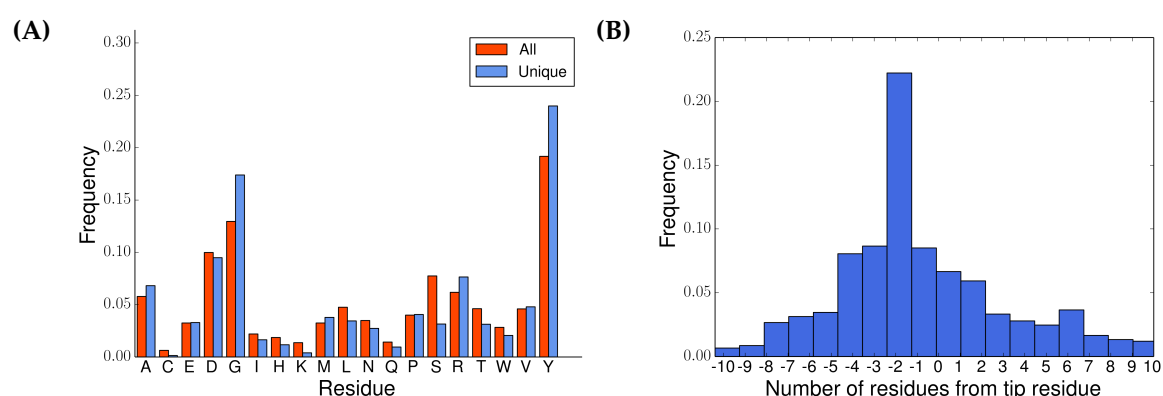 (A)
Frequency
0.30
0.25
0.20
0.15
0.10
0.05
0.00
All
Unique
A C E D G I H K M L N Q P S R T W V Y
Residue
(B)
Frequency
0.25
0.20
0.15
0.10
0.05
0.00
-10 -9 -8 -7 -6 -5 -4 -3 -2 -1 0 1 2 3 4 5 6 7 8 9 10
Number of residues from tip residue